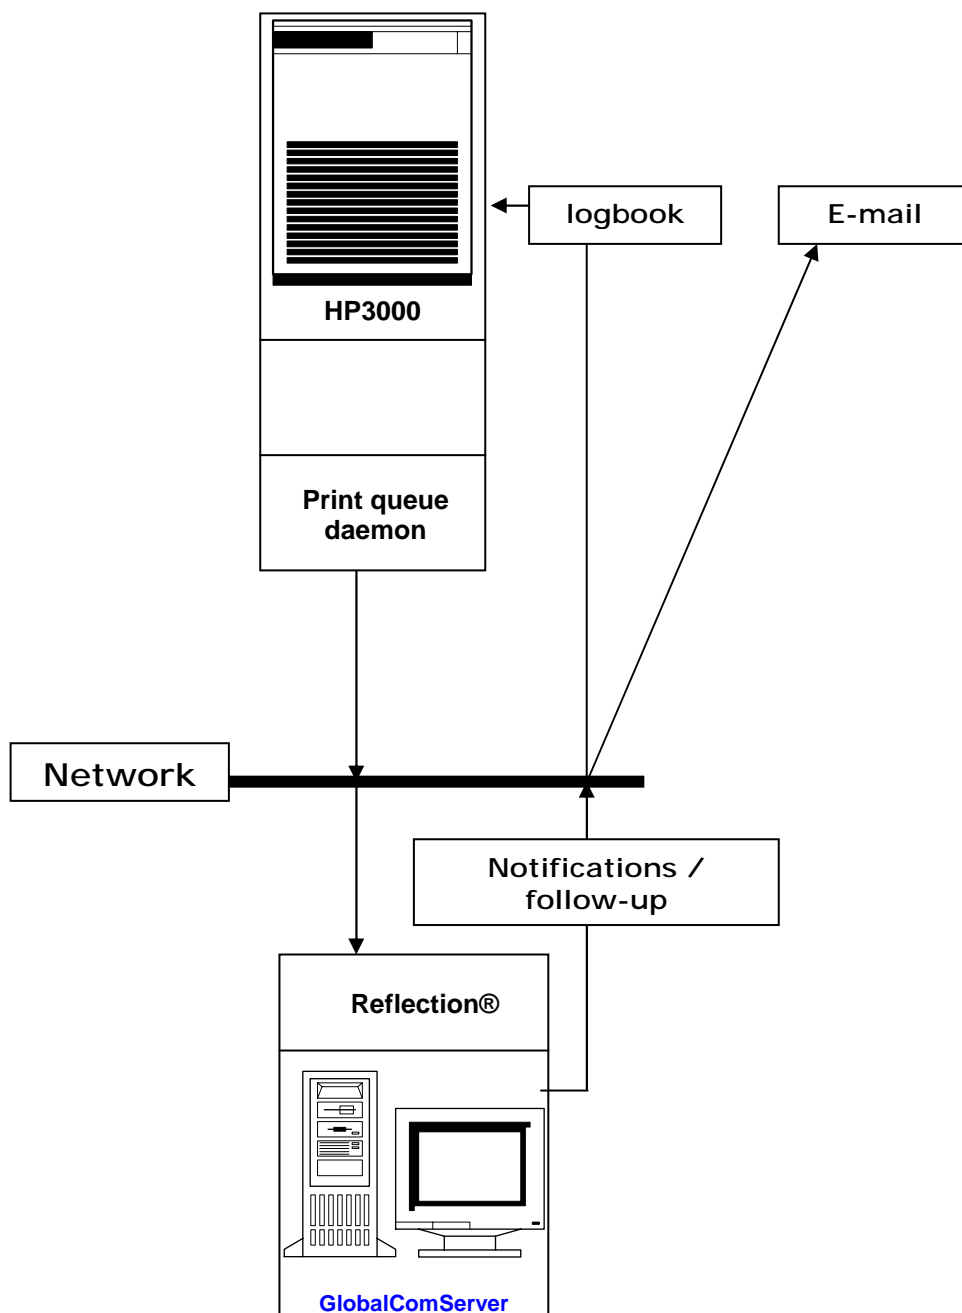 logbook
E-mail
HP3000
Print queue
daemon
Network
Notifications /
follow-up
Reflection®
GlobalComServer